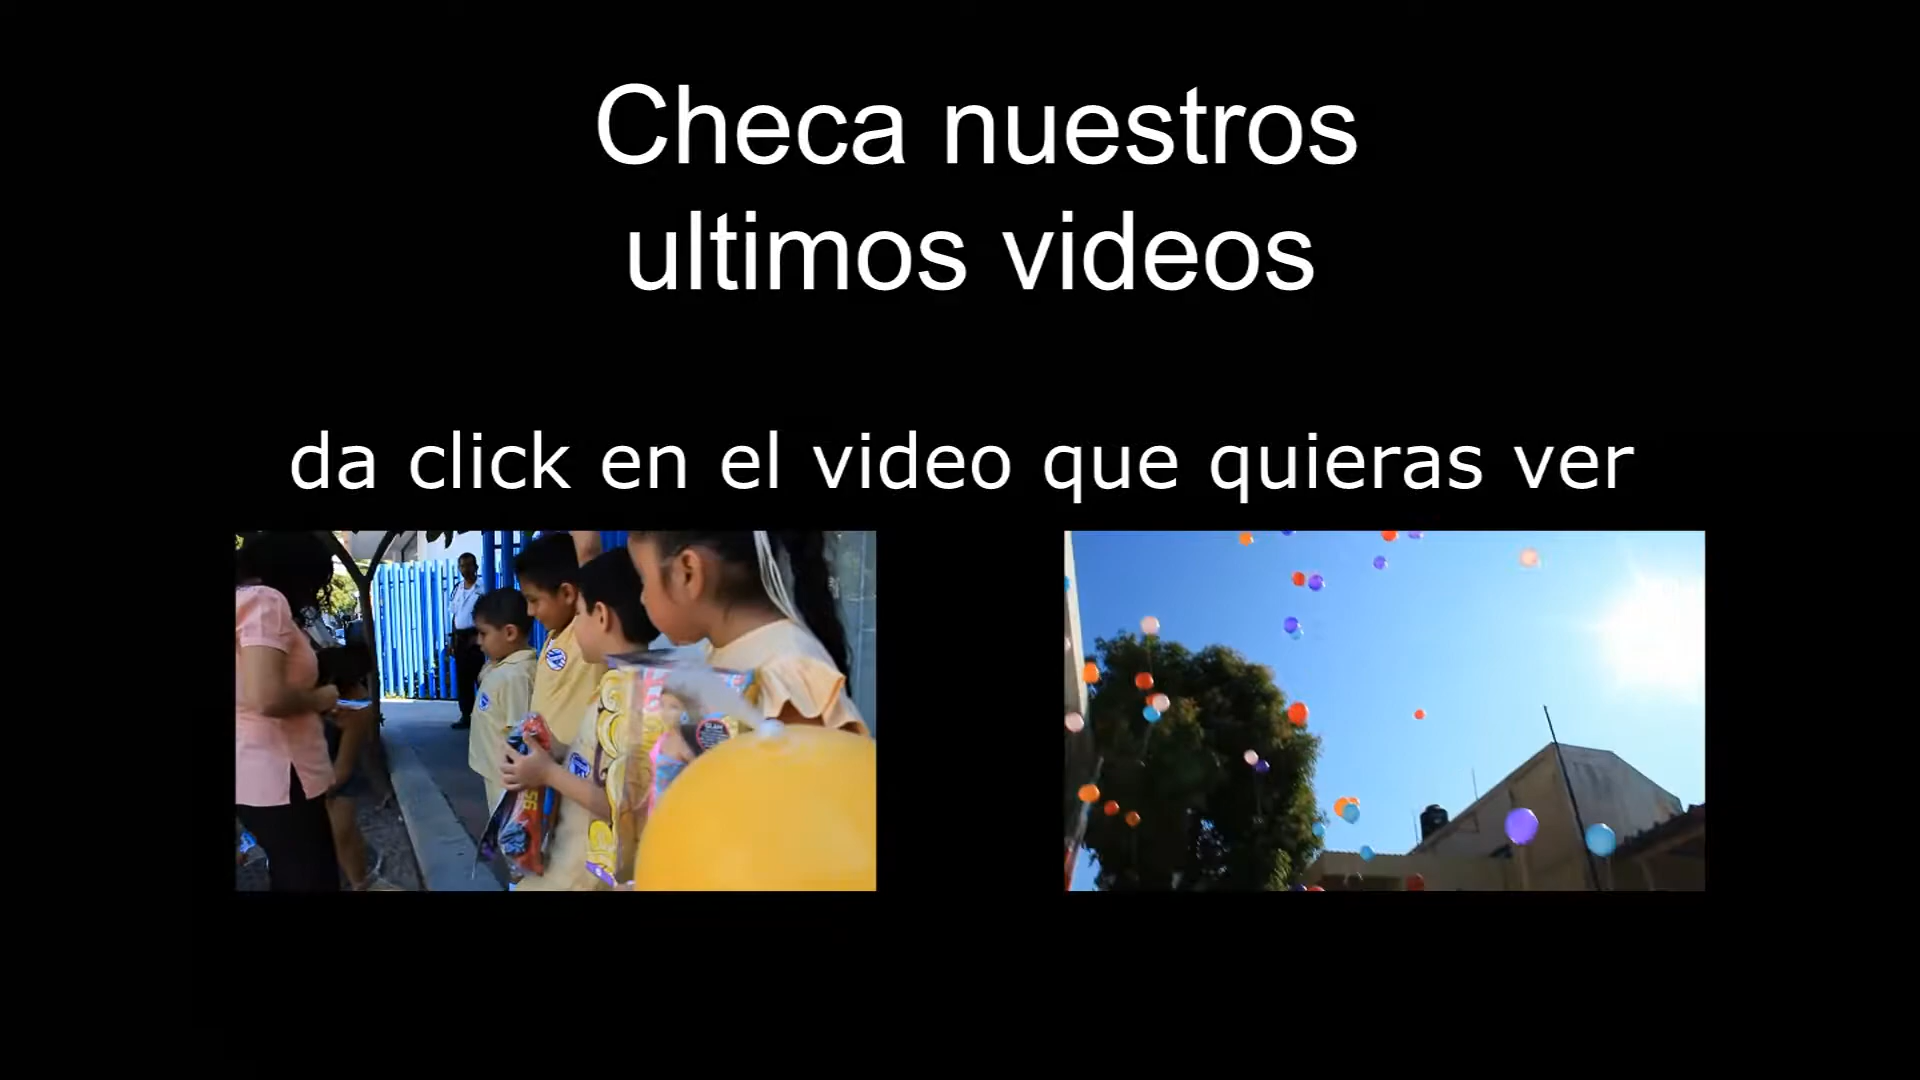 Checa nuestros
ultimos videos
da click en el video que quieras ver